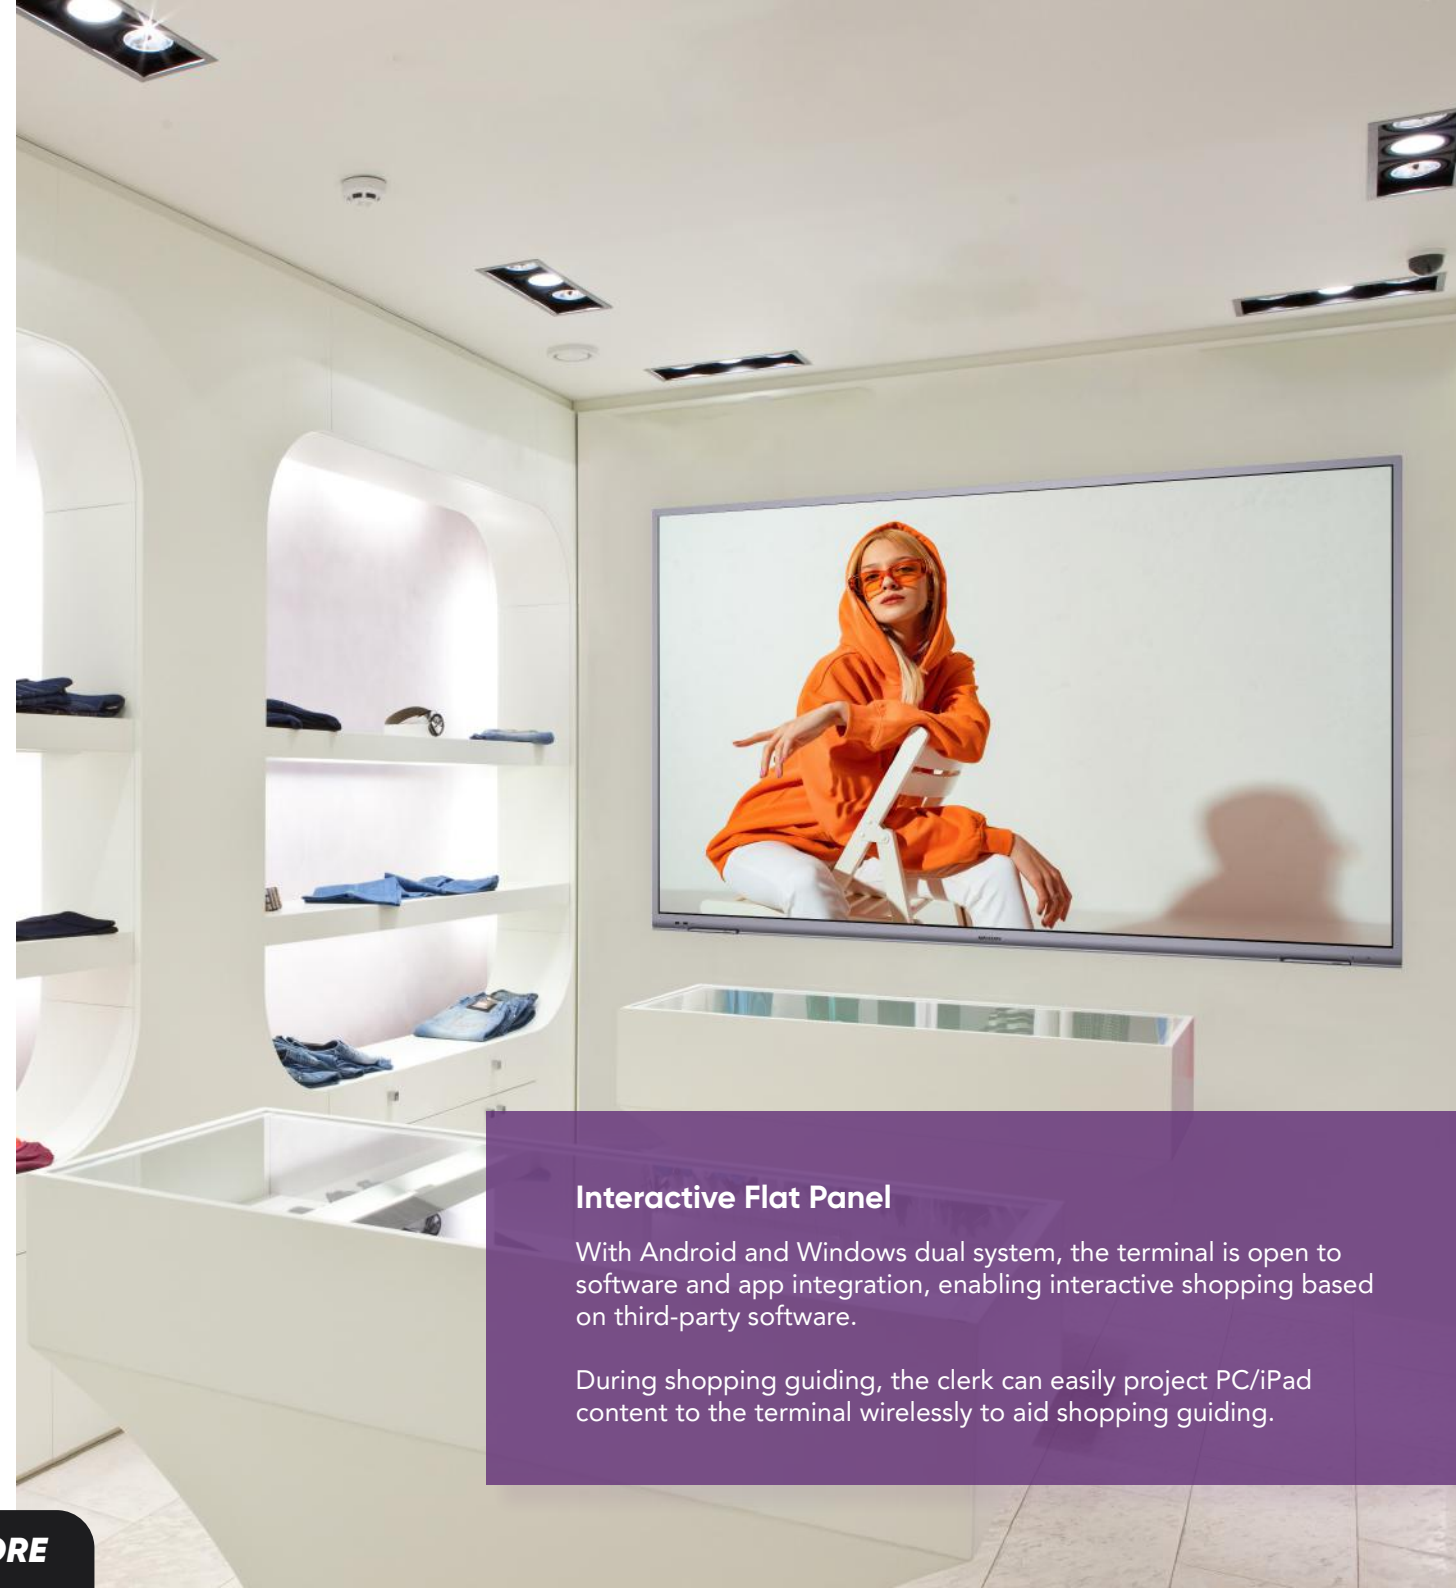 Interactive Flat Panel
With Android and Windows dual system, the terminal is open to
software and app integration, enabling interactive shopping based
on third-party software.
During shopping guiding, the clerk can easily project PC/iPad
content to the terminal wirelessly to aid shopping guiding.